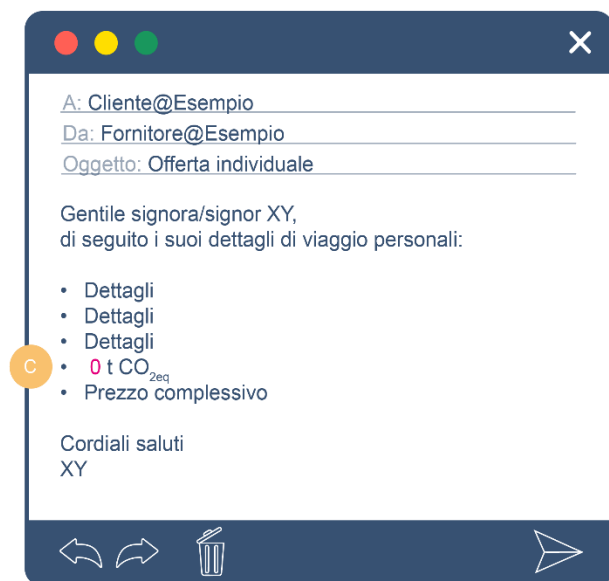 A: Cliente@Esempio
Da: Fornitore@Esempio
Oggetto: Offerta individuale
Gentile signora/signor XY,
di seguito i suoi dettagli di viaggio personali:
• Dettagli
• Dettagli
• Dettagli
C • 0 t CO2eq
• Prezzo complessivo
Cordiali saluti
XY